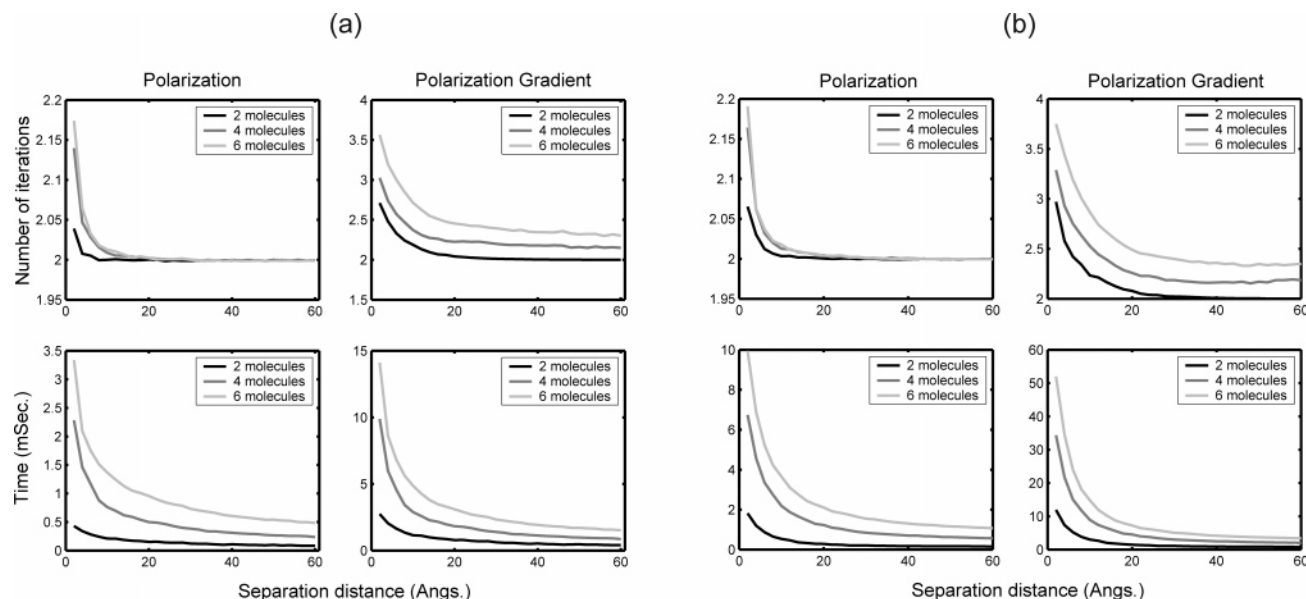 (a)
(b)
Polarization
Polarization Gradient
Polarization
Polarization Gradient
Number of iterations
2.2
2.15
2.1
2.05
2
1.95
0 20 40 60
2 molecules
4 molecules
6 molecules
4
3.5
3
2.5
2
1.5
0 20 40 60
2 molecules
4 molecules
6 molecules
2.2
2.15
2.1
2.05
2
1.95
0 20 40 60
2 molecules
4 molecules
6 molecules
4
3.5
3
2.5
2
0 20 40 60
2 molecules
4 molecules
6 molecules
Time (mSec.)
3.5
3
2.5
2
1.5
1
0.5
0
0 20 40 60
2 molecules
4 molecules
6 molecules
15
10
5
0
0 20 40 60
2 molecules
4 molecules
6 molecules
10
8
6
4
2
0
0 20 40 60
2 molecules
4 molecules
6 molecules
60
50
40
30
20
10
0
0 20 40 60
2 molecules
4 molecules
6 molecules
Separation distance (Angs.)
Separation distance (Angs.)